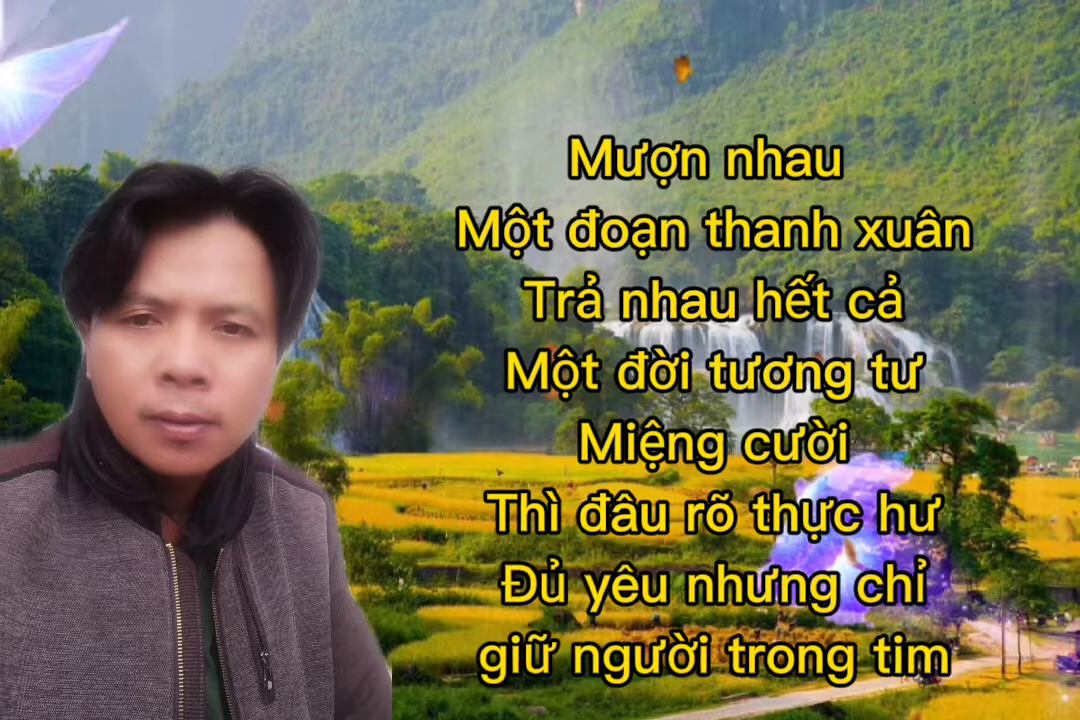 Mượn nhau
Một đoạn thanh xuân
Trả nhau hết cả
Một đời tương tư
Miệng cười
Thì đâu rõ thực hư
Đủ yêu nhưng chỉ
giữ người trong tim